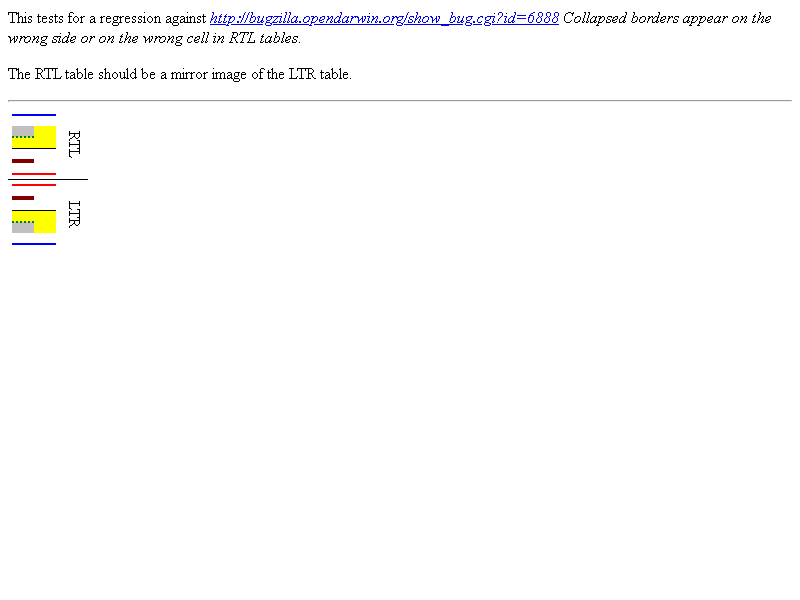 This tests for a regression against http://bugzilla.opendarwin.org/show_bug.cgi?id=6888 Collapsed borders appear on the
wrong side or on the wrong cell in RTL tables.
The RTL table should be a mirror image of the LTR table.
RTL
LTR